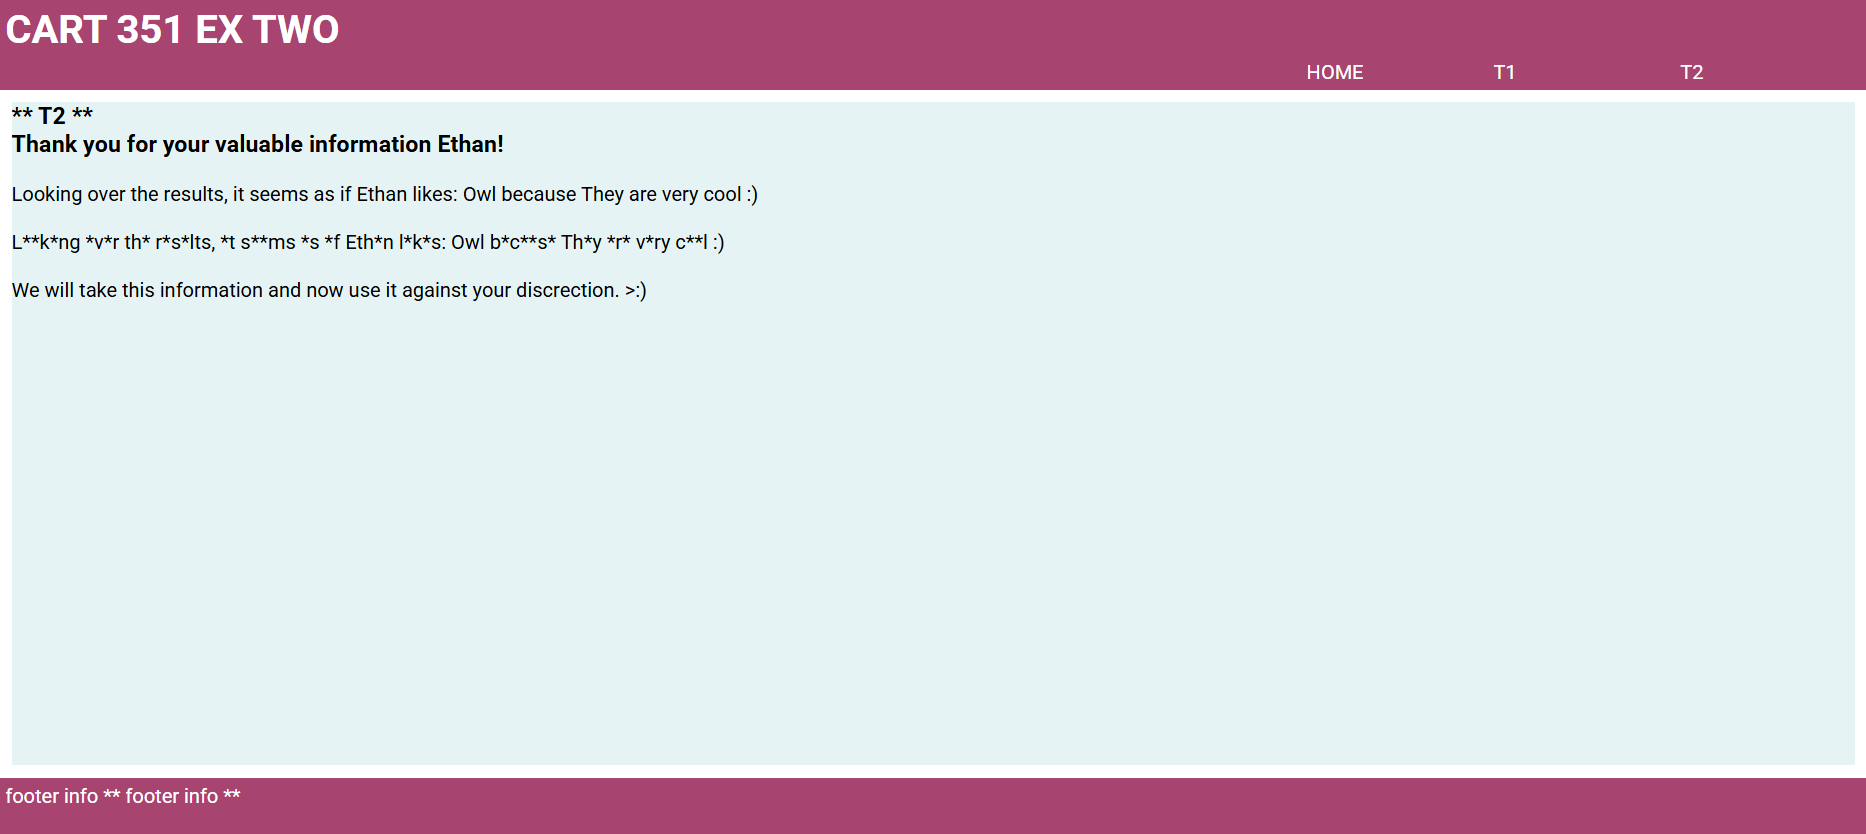 CART 351 EX TWO
HOME T1 T2
** T2 **
Thank you for your valuable information Ethan!
Looking over the results, it seems as if Ethan likes: Owl because They are very cool :)
L**k*ng *v*r th* r*s*lts, *t s**ms *s *f Eth*n l*k*s: Owl b*c**s* Th*y *r* v*ry c**l :)
We will take this information and now use it against your discrection. >:)
footer info ** footer info **